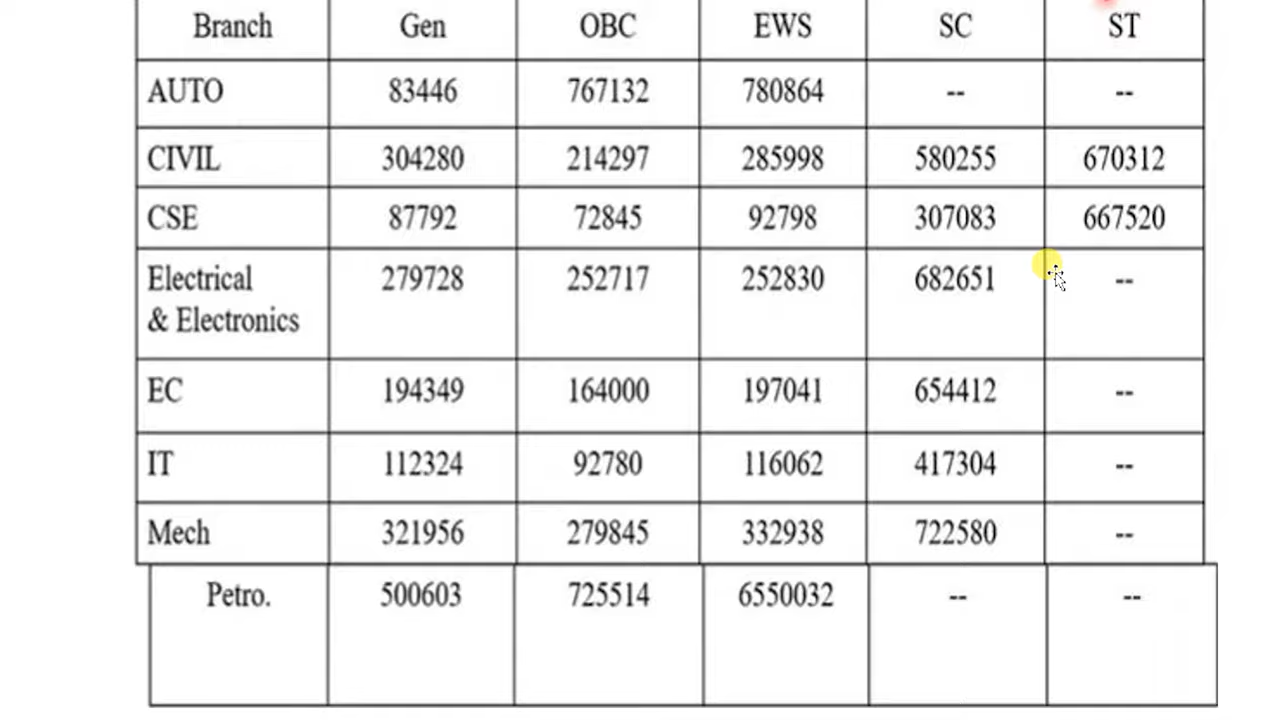 Branch Gen OBC EWS SC ST
AUTO 83446 767132 780864 -- --
CIVIL 304280 214297 285998 580255 670312
CSE 87792 72845 92798 307083 667520
Electrical 279728 252717 252830 682651 --
& Electronics
EC 194349 164000 197041 654412 --
IT 112324 92780 116062 417304 --
Mech 321956 279845 332938 722580 --
Petro. 500603 725514 6550032 -- --